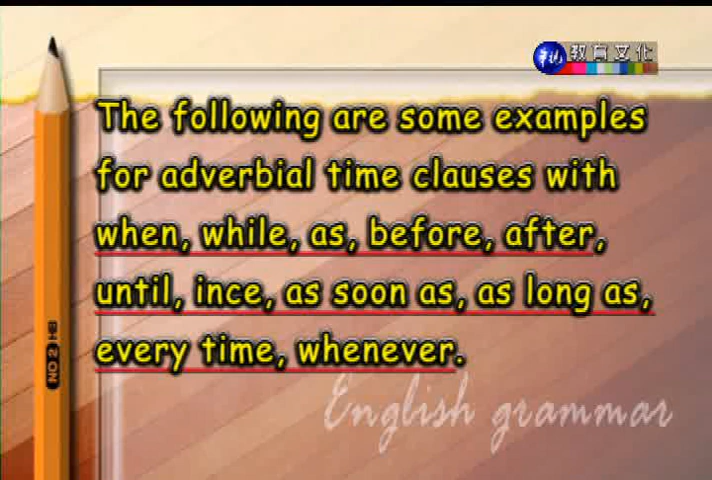 教育文化
The following are some examples
for adverbial time clauses with
when, while, as, before, after,
until, ince, as soon as, as long as,
every time, whenever.
English grammar
NO 2 HB